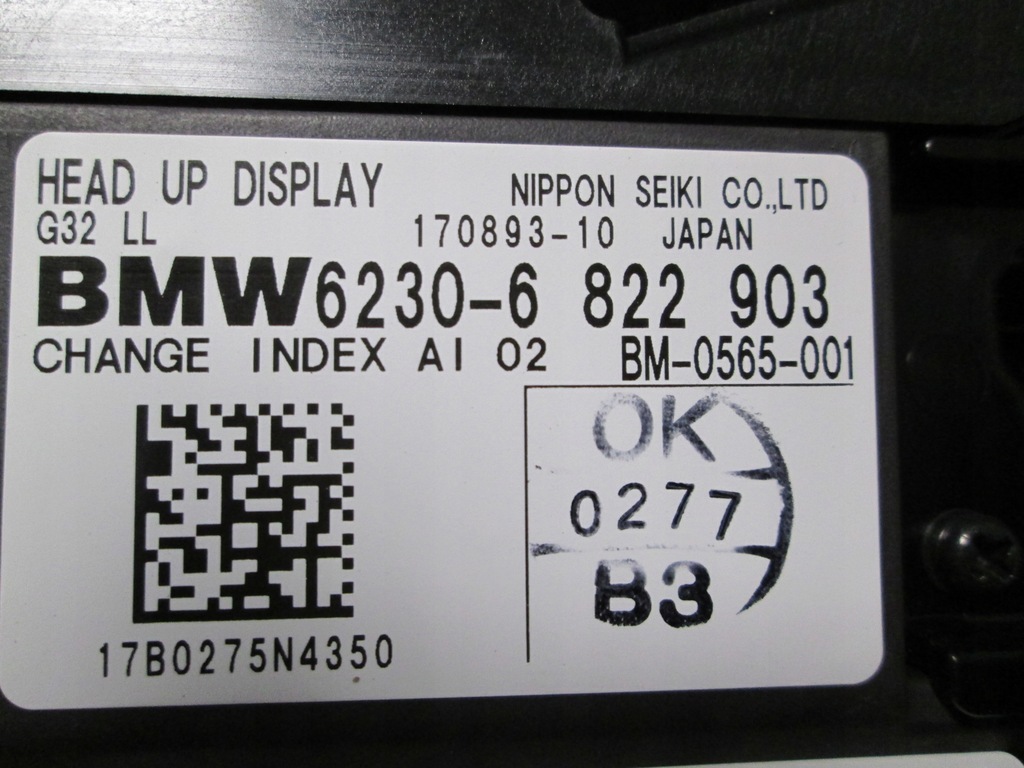 HEAD UP DISPLAY NIPPON SEIKI CO.,LTD
G32 LL 170893-10 JAPAN
BMW6230-6 822 903
CHANGE INDEX AI 02 BM-0565-001
OK
0277
B3
17B0275N4350